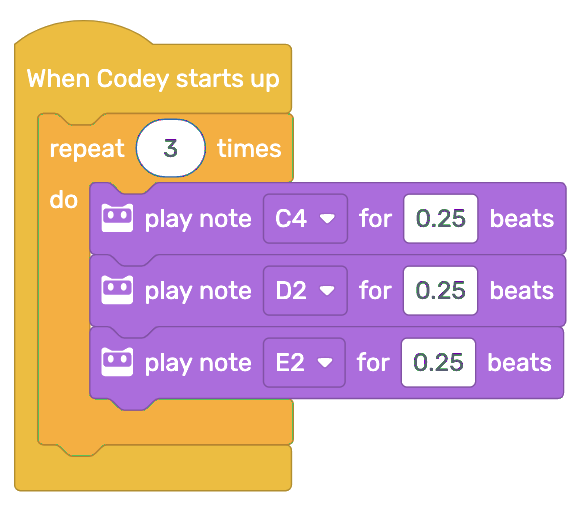 When Codey starts up
repeat 3 times
do
play note C4 for 0.25 beats
play note D2 for 0.25 beats
play note E2 for 0.25 beats